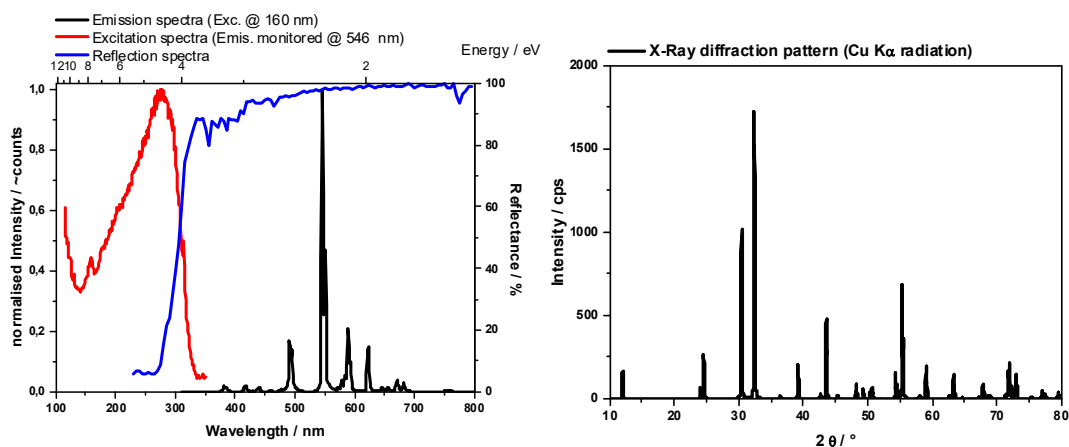 Emission spectra (Exc. @ 160 nm)
Excitation spectra (Emis. monitored @ 546 nm)
Reflection spectra
Energy / eV
12 10 8 6 4 2
1,0
0,8
0,6
0,4
0,2
0,0
normalised Intensity / ~counts
100
80
60
40
20
0
Reflectance / %
100 200 300 400 500 600 700 800
Wavelength / nm
X-Ray diffraction pattern (Cu Kα radiation)
2000
1500
1000
500
0
Intensity / cps
10 20 30 40 50 60 70 80
2 θ / °